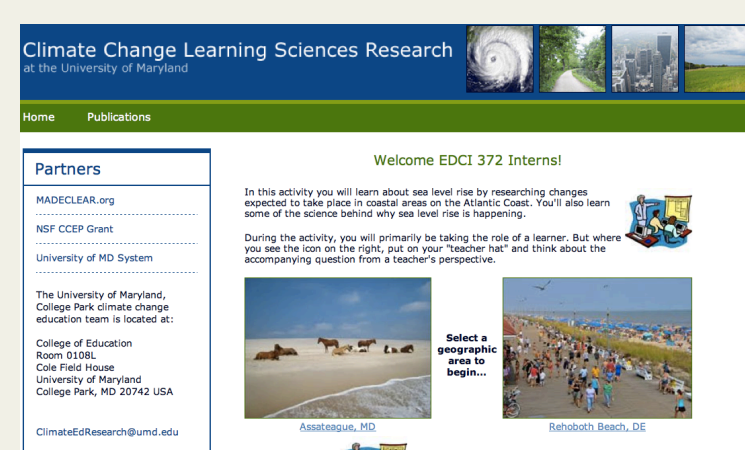 Climate Change Learning Sciences Research
at the University of Maryland
Home Publications
Partners
MADECLEAR.org
NSF CCEP Grant
University of MD System
The University of Maryland,
College Park climate change
education team is located at:
College of Education
Room 0108L
Cole Field House
University of Maryland
College Park, MD 20742 USA
ClimateEdResearch@umd.edu
Welcome EDCI 372 Interns!
In this activity you will learn about sea level rise by researching changes
expected to take place in coastal areas on the Atlantic Coast. You'll also learn
some of the science behind why sea level rise is happening.
During the activity, you will primarily be taking the role of a learner. But where
you see the icon on the right, put on your "teacher hat" and think about the
accompanying question from a teacher's perspective.
Select a
geographic
area to
begin...
Assateague, MD
Rehoboth Beach, DE